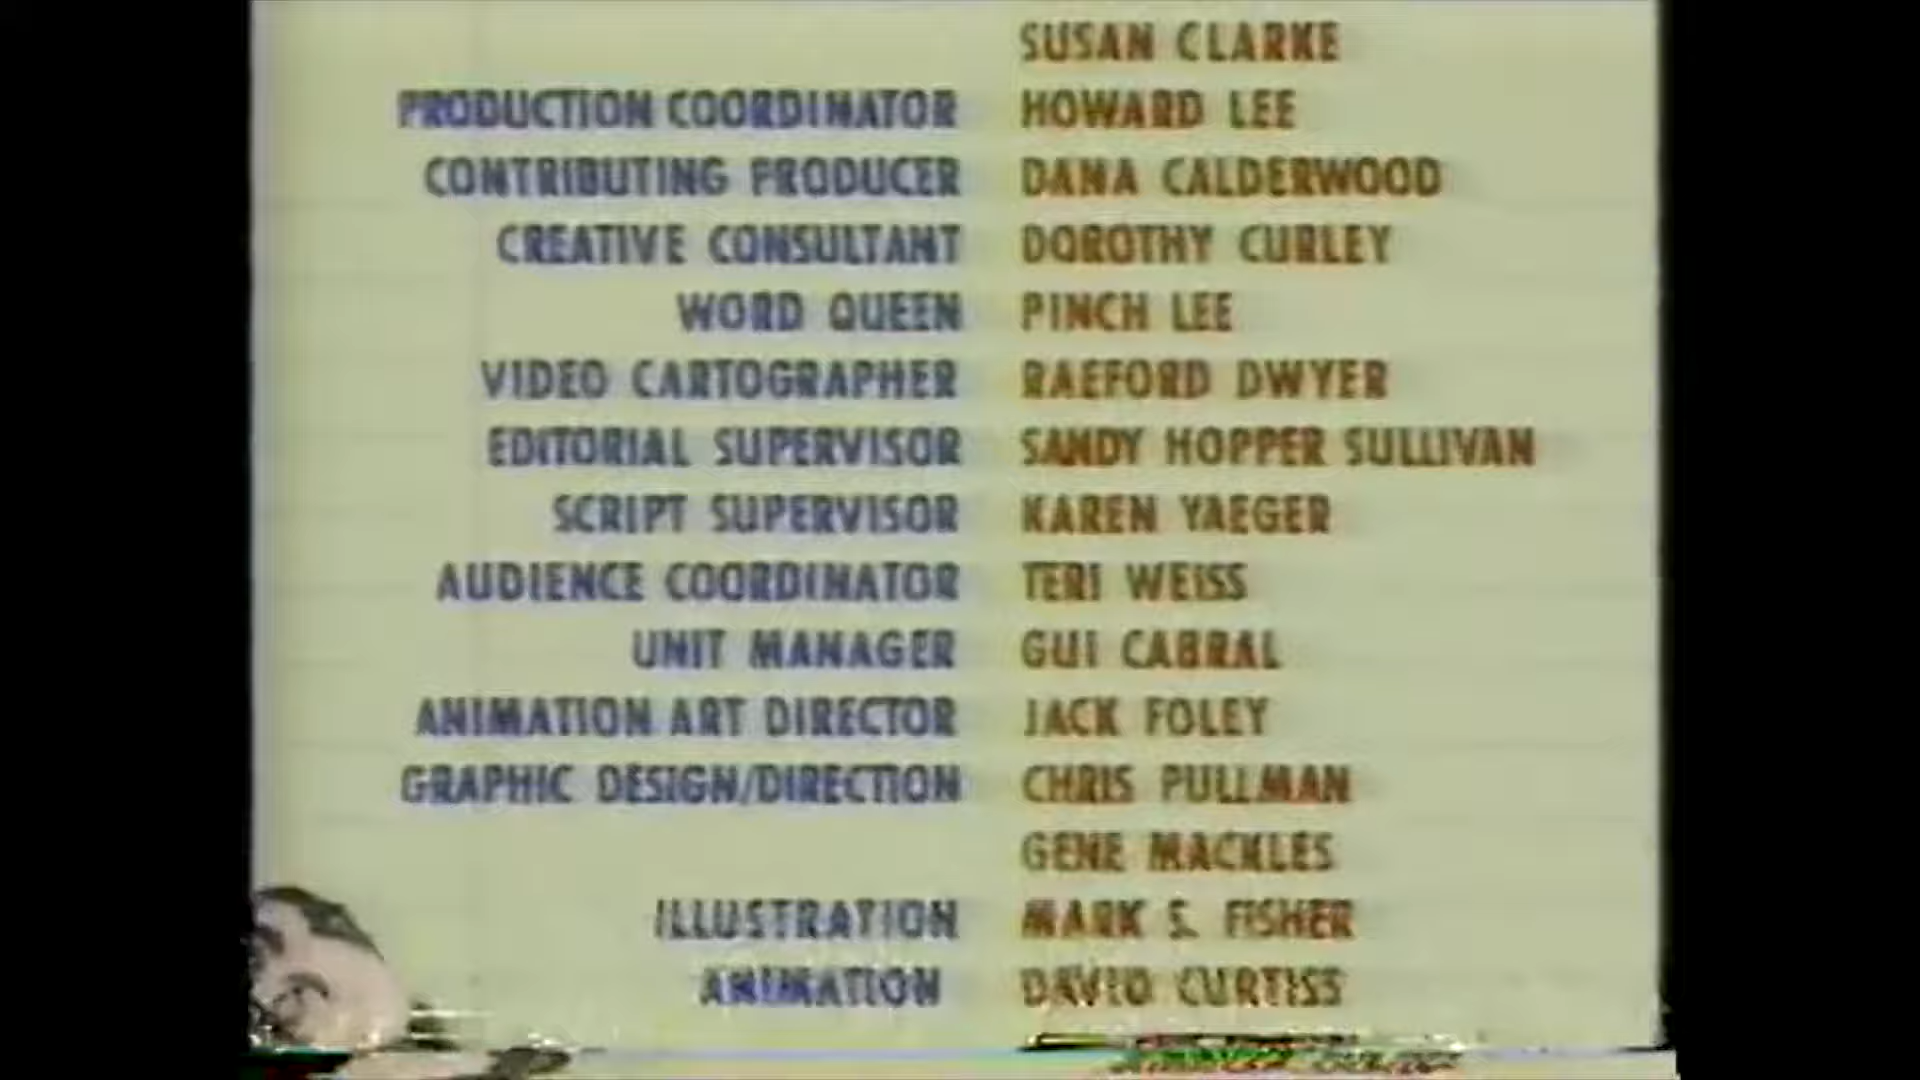 SUSAN CLARKE
PRODUCTION COORDINATOR HOWARD LEE
CONTRIBUTING PRODUCER DANA CALDERWOOD
CREATIVE CONSULTANT DOROTHY CURLEY
WORD QUEEN PINCH LEE
VIDEO CARTOGRAPHER RAEFORD DWYER
EDITORIAL SUPERVISOR SANDY HOPPER SULLIVAN
SCRIPT SUPERVISOR KAREN YAEGER
AUDIENCE COORDINATOR TERI WEISS
UNIT MANAGER GUI CABRAL
ANIMATION ART DIRECTOR JACK FOLEY
GRAPHIC DESIGN/DIRECTION CHRIS PULLMAN
GENE MACKLES
ILLUSTRATION MARK S. FISHER
ANIMATION DAVID CURTISS